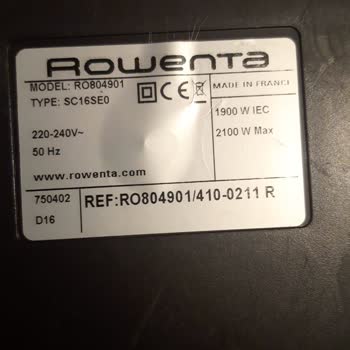 Rowenta
MODEL: RO804901
TYPE: SC16SE0
CE
MADE IN FRANCE
220-240V~
50 Hz
1900 W IEC
2100 W Max
www.rowenta.com
750402
D16
REF:RO804901/410-0211 R